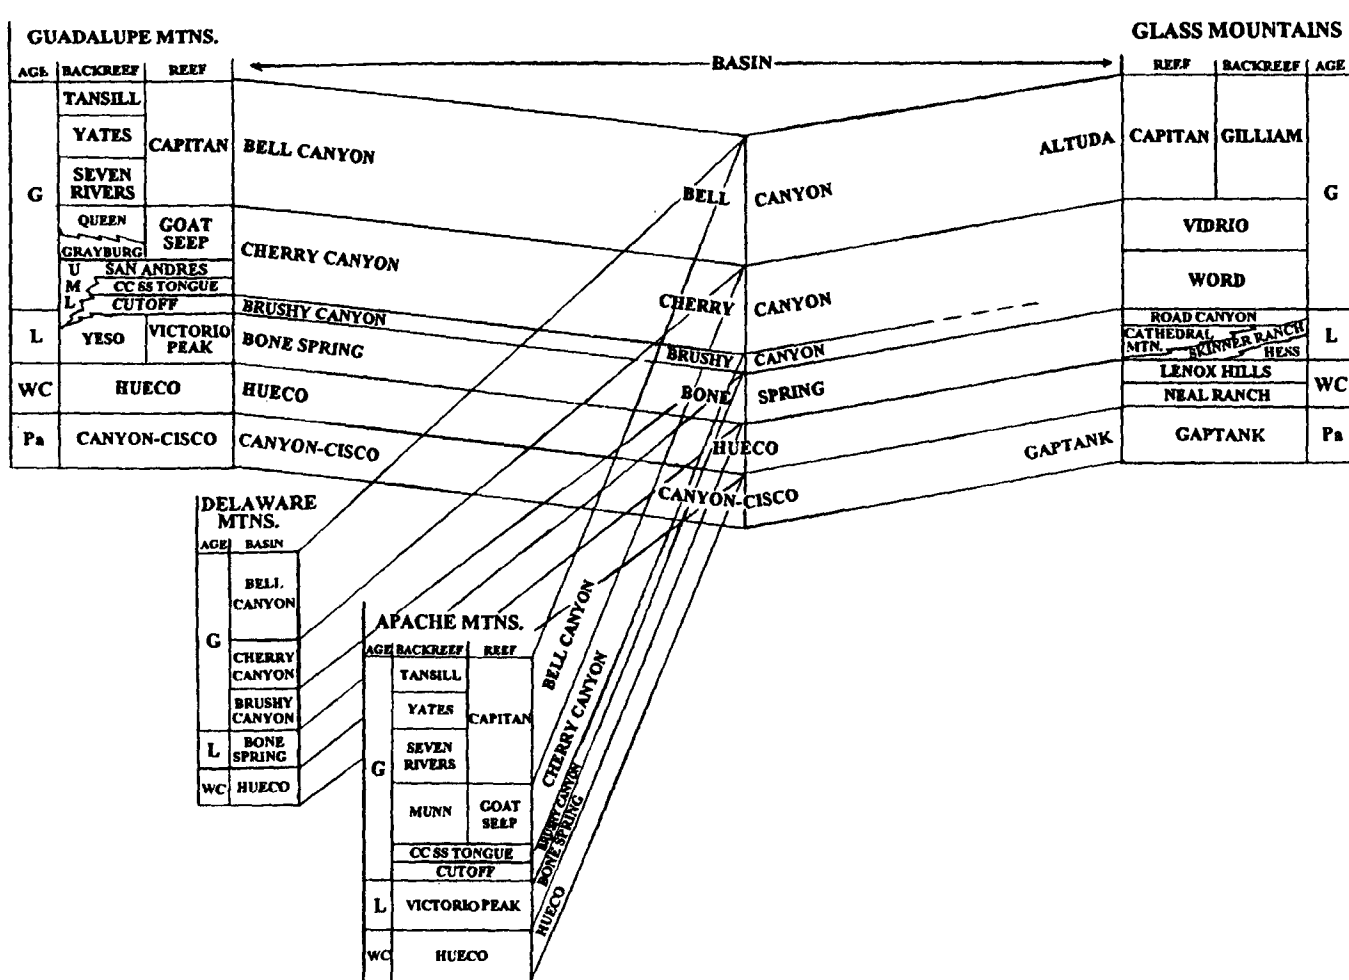 GUADALUPE MTNS.
AGE BACKREEF REEF
G
TANSILL
YATES
SEVEN
RIVERS
CAPITAN
QUEEN
GRAYBURG
GOAT
SEEP
U SAN ANDRES
M CC SS TONGUE
L CUTOFF
L
YESO
VICTORIO
PEAK
WC HUECO
Pa CANYON-CISCO
BASIN
BELL CANYON
CHERRY CANYON
BRUSHY CANYON
BONE SPRING
HUECO
CANYON-CISCO
BELL CANYON
CHERRY CANYON
BRUSHY CANYON
BONE SPRING
HUECO
CANYON-CISCO
ALTUDA
GAPTANK
GLASS MOUNTAINS
REEF BACKREEF AGE
CAPITAN GILLIAM
G
VIDRIO
WORD
ROAD CANYON
CATHEDRAL
MTN.
SKINNER RANCH
HESS
L
LENOX HILLS
NEAL RANCH
WC
GAPTANK Pa
DELAWARE
MTNS.
AGE BASIN
G
BELL
CANYON
CHERRY
CANYON
BRUSHY
CANYON
L
BONE
SPRING
WC HUECO
APACHE MTNS.
AGE BACKREEF REEF
G
TANSILL
YATES
CAPITAN
SEVEN
RIVERS
MUNN
GOAT
SEEP
CC SS TONGUE
CUTOFF
L VICTORIO PEAK
WC HUECO
BELL CANYON
CHERRY CANYON
BRUSHY CANYON
BONE SPRING
HUECO